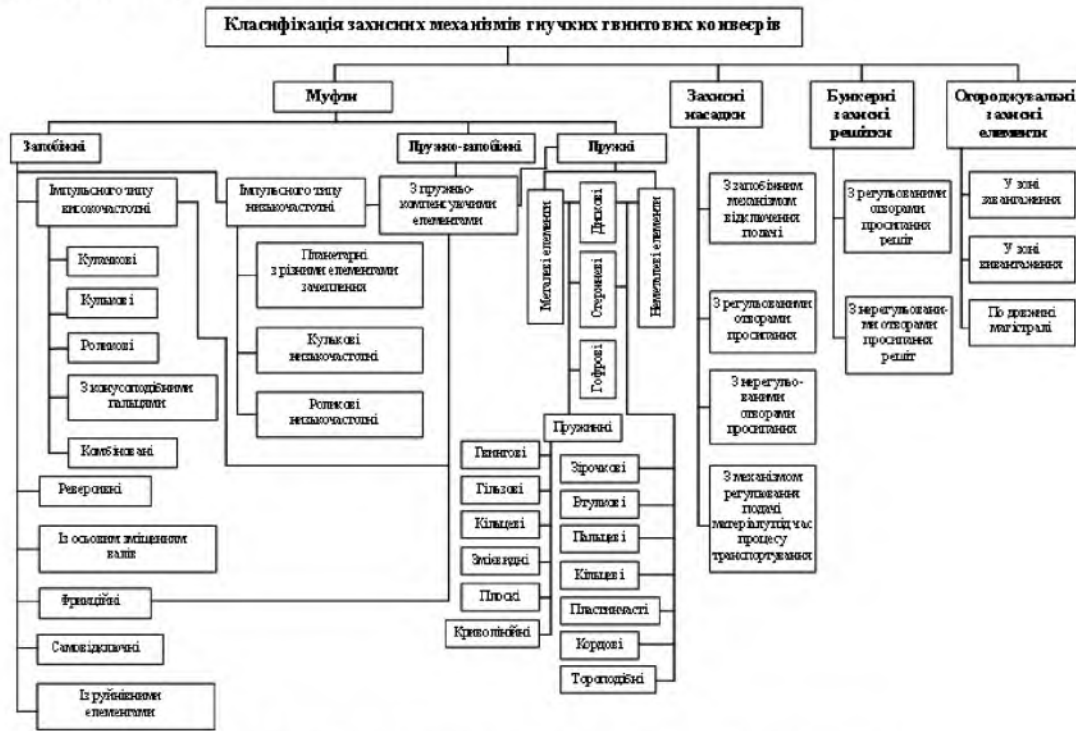 Класифікація захисних механізмів гнучких гвинтових конвеєрів
Муфти
Захисні
насадки
Бункерні
захисні
решітки
Огороджувальні
захисні
елементи
Запобіжні
Пружно-запобіжні
Пружні
Імпульсного типу
високочастотні
Імпульсного типу
низькочастотні
З пружньо-
компенсуючими
елементами
Кулачкові
Кулькові
Роликові
З конусоподібними
пальцями
Комбіновані
Реверсивні
Із осьовим зміщенням
валів
Фрикційні
Самовідключні
Із руйнівними
елементами
Планетарні
з різними елементами
зачеплення
Кулькові
низькочастотні
Роликові
низькочастотні
Металеві елементи
Дискові
Стержневі
Гофрові
Неметалеві елементи
Пружинні
Гвинтові
Гільзові
Кільцеві
Змієвидні
Плоскі
Криволінійні
Зірочкові
Втулкові
Пальцеві
Кільцеві
Пластинчасті
Кордові
Тороподібні
З запобіжним
механізмом
відключення
подачі
З регульованими
отворами
просипання
З нерегульо-
ваними
отворами
просипання
З механізмом
регулювання
подачі
матеріалу під час
процесу
транспортування
З регульованими
отворами
просипання
решіт
З нерегульовани-
ми отворами
просипання
решіт
У зоні
завантаження
У зоні
вивантаження
По довжині
магістралі